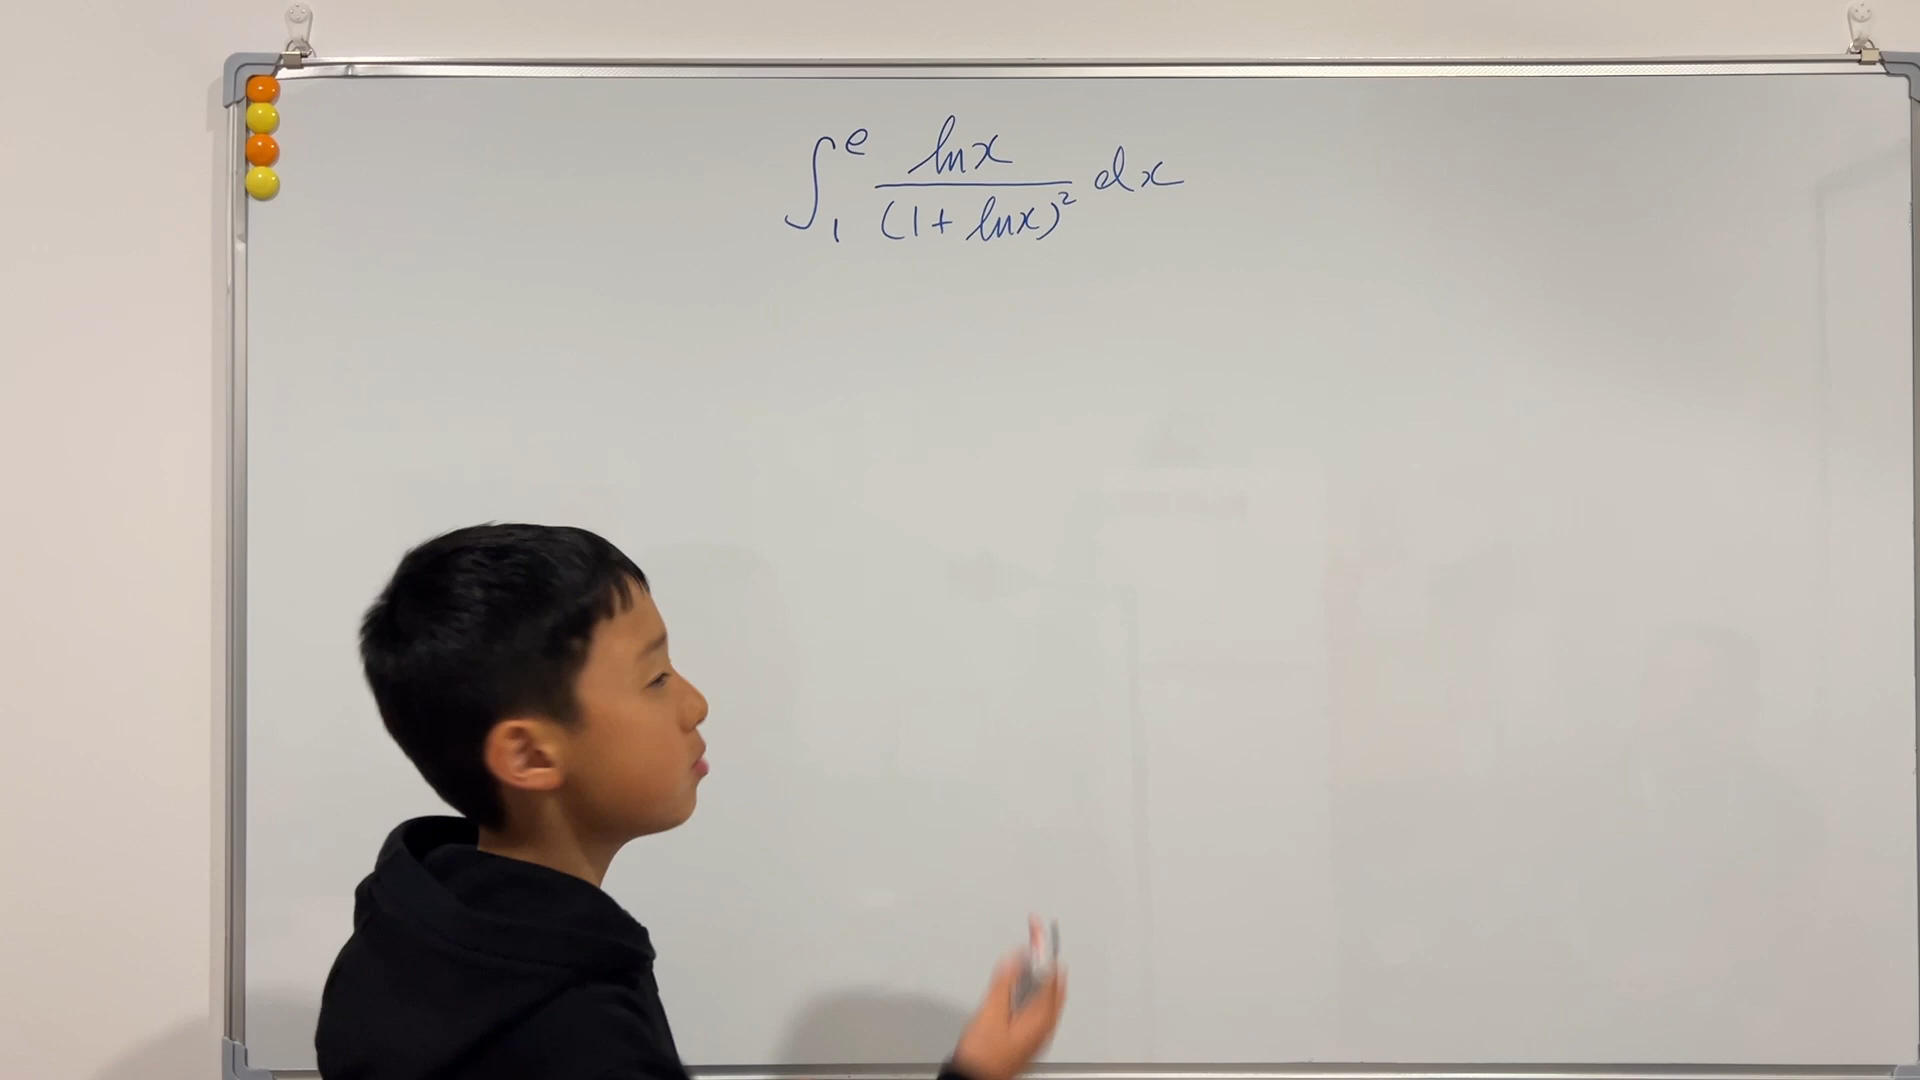 ∫₁ᵉ lnx / (1 + lnx)² dx